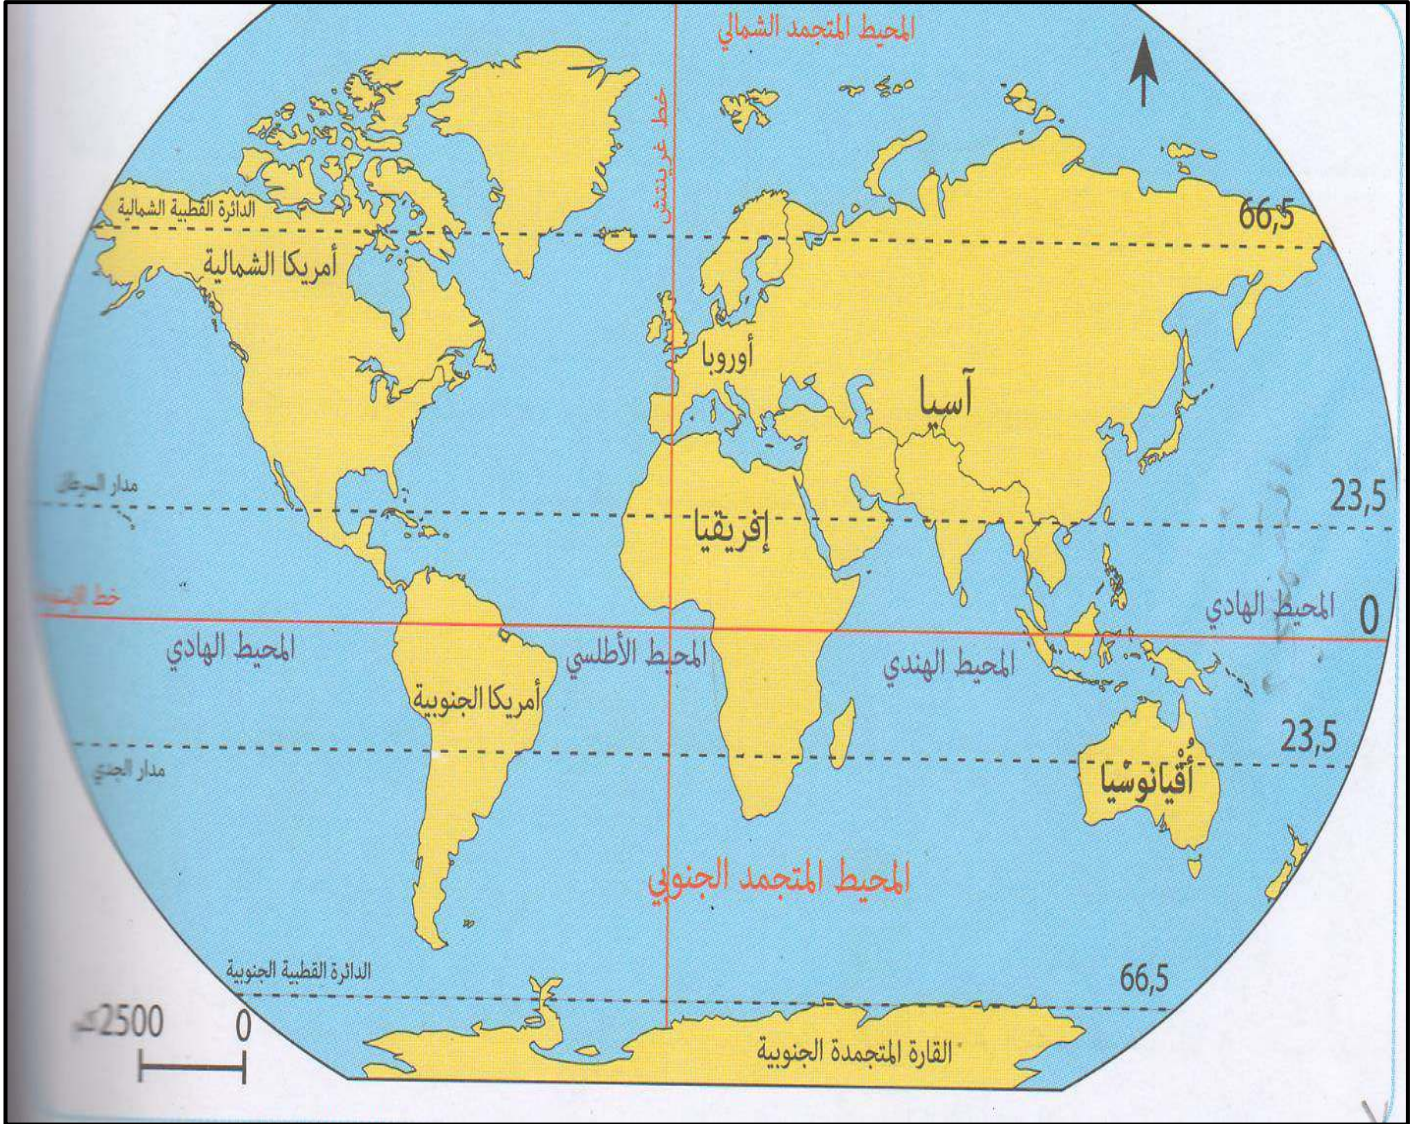 المحيط المتجمد الشمالي
خط غرينتش
الدائرة القطبية الشمالية
66,5
أمريكا الشمالية
أوروبا
آسيا
مدار السرطان
23,5
إفريقيا
خط
المحيط الهادي
0
المحيط الهادي
المحيط الأطلسي
المحيط الهندي
أمريكا الجنوبية
23,5
مدار الجدي
أُقْيَانوسْيَا
المحيط المتجمد الجنوبي
الدائرة القطبية الجنوبية
66,5
2500
0
القارة المتجمدة الجنوبية